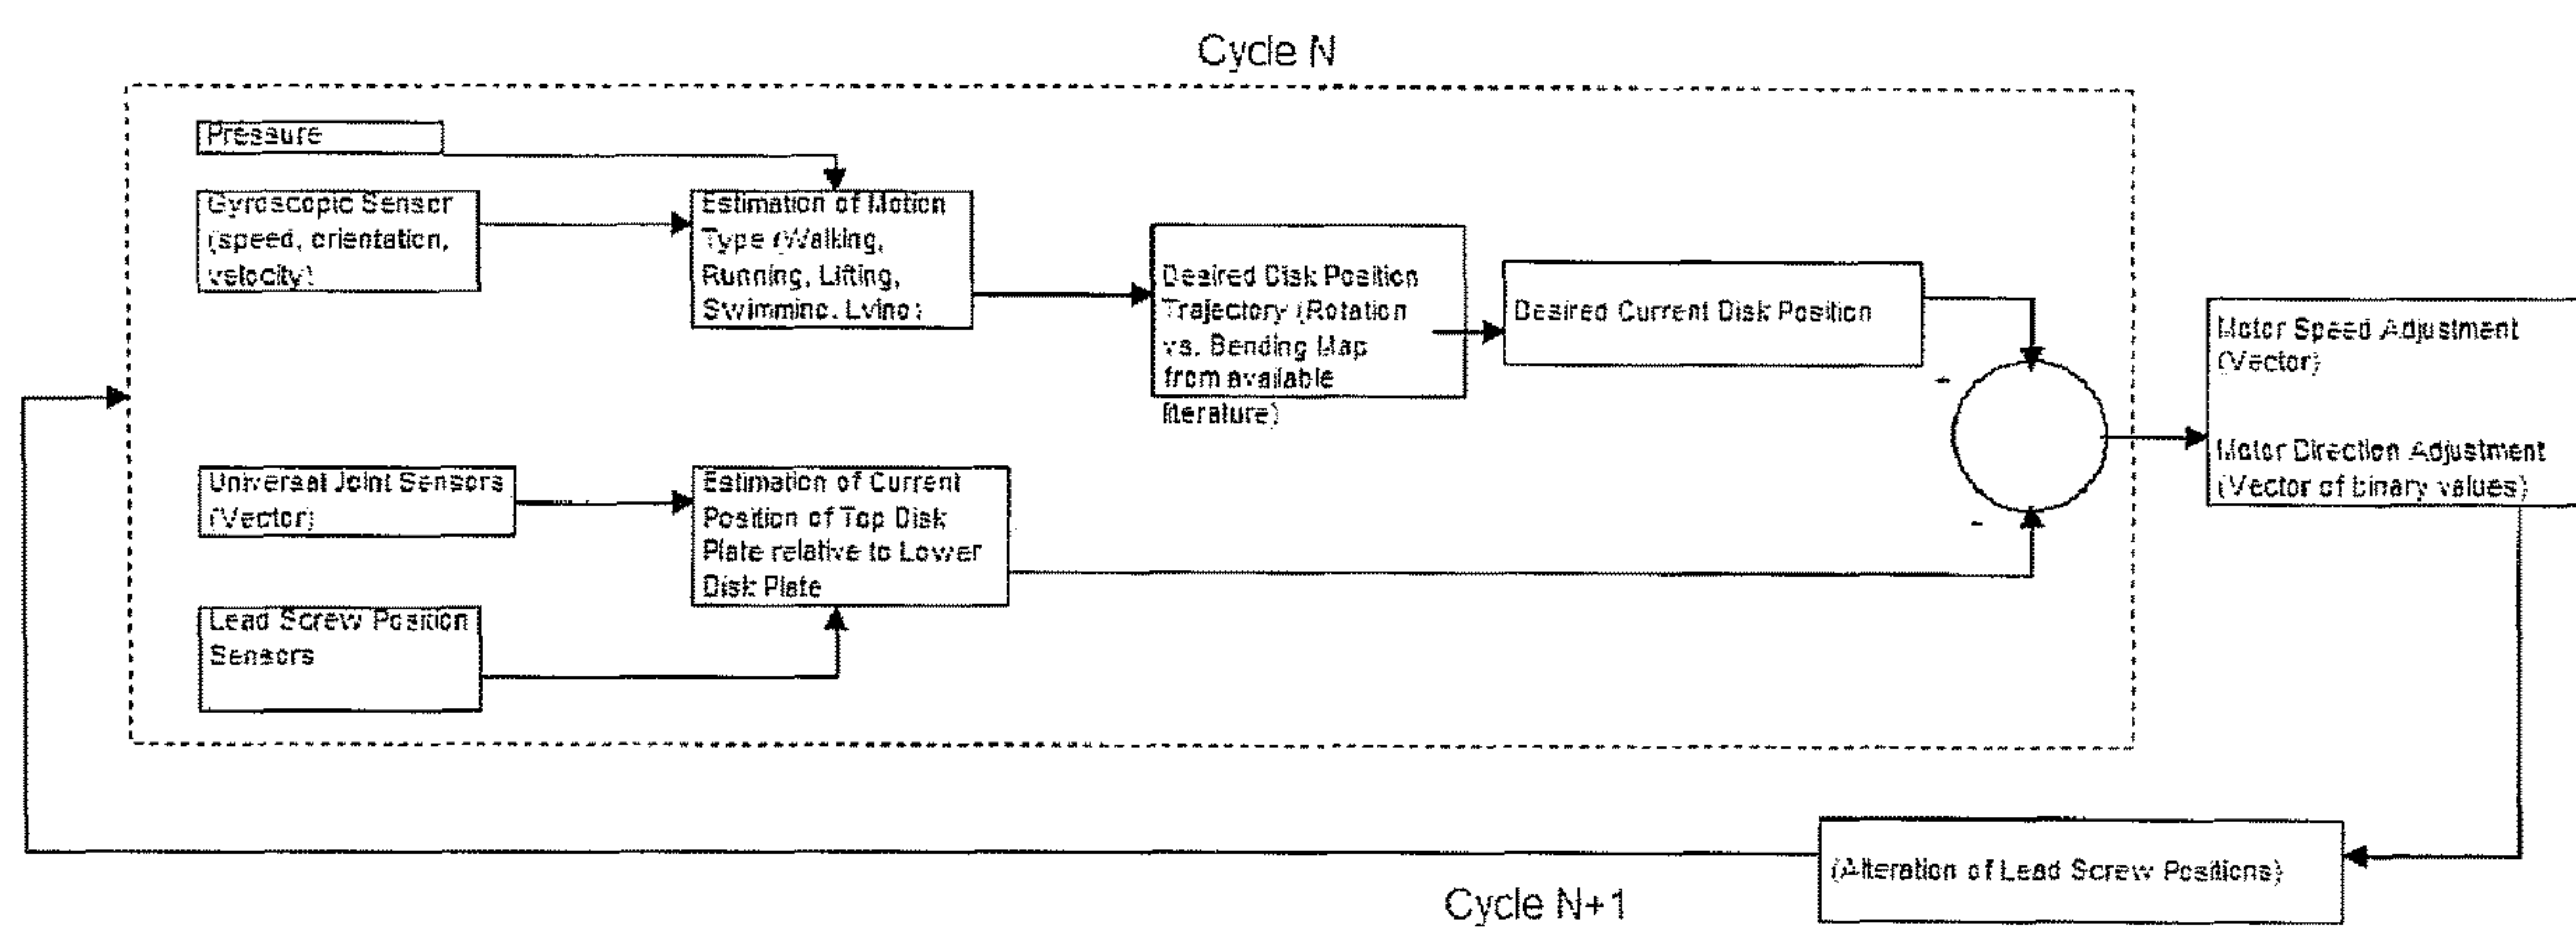 Cycle N
Pressure
Gyroscopic Sensor
(speed, orientation,
velocity)
Estimation of Motion
Type (Walking,
Running, Lifting,
Swimming, Lying)
Desired Disk Position
Trajectory (Rotation
vs. Bending Map
from available
literature)
Desired Current Disk Position
-
-
Motor Speed Adjustment
(Vector)
Motor Direction Adjustment
(Vector of binary values)
Universal Joint Sensors
(Vector)
Estimation of Current
Position of Top Disk
Plate relative to Lower
Disk Plate
Lead Screw Position
Sensors
(Alteration of Lead Screw Positions)
Cycle N+1